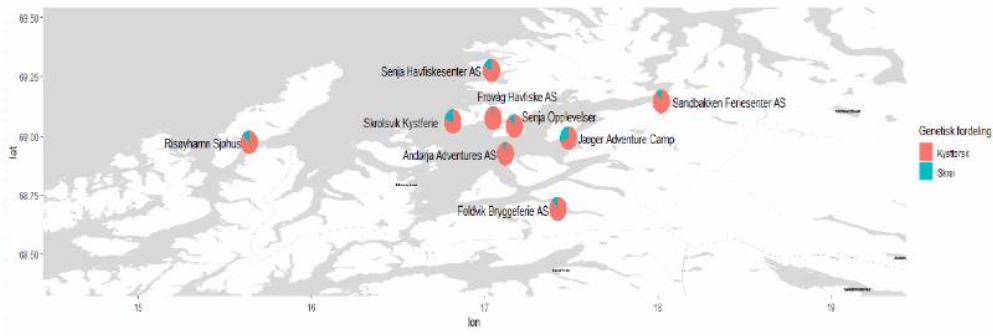 69.50
69.25
69.00
68.75
68.50
lat
Senja Havfiskesenter AS
Frovåg Havfiske AS
Sandbakken Feriesenter AS
Skrolsvik Kystferie
Senja Opplevelser
Risøyhamn Sjøhus
Jæger Adventure Camp
Andørja Adventures AS
Foldvik Bryggeferie AS
15
16
17
18
19
lon
Genetisk fordeling
Kysttorsk
Skrei